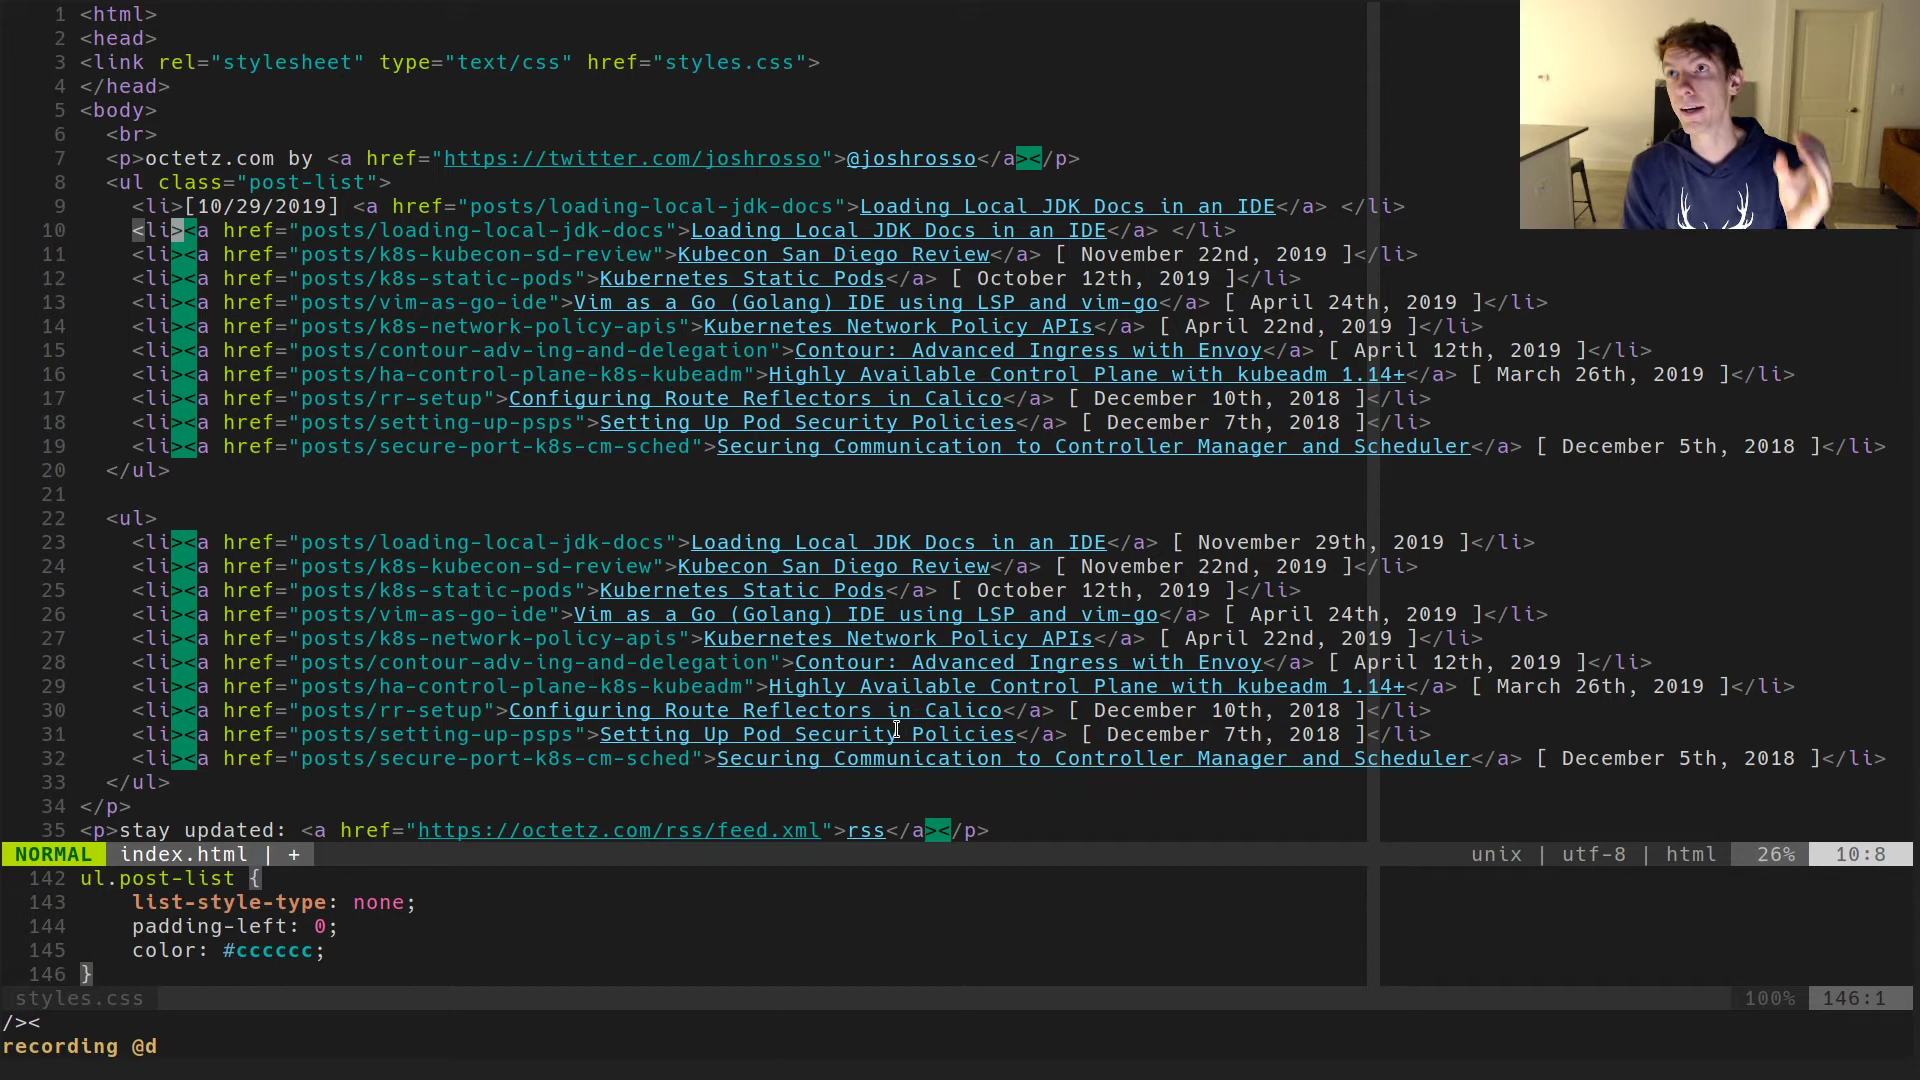 1 <html>
2 <head>
3 <link rel="stylesheet" type="text/css" href="styles.css">
4 </head>
5 <body>
6   <br>
7   <p>octetz.com by <a href="https://twitter.com/joshrosso">@joshrosso</a></p>
8   <ul class="post-list">
9     <li>[10/29/2019] <a href="posts/loading-local-jdk-docs">Loading Local JDK Docs in an IDE</a> </li>
10     <li><a href="posts/loading-local-jdk-docs">Loading Local JDK Docs in an IDE</a> </li>
11     <li><a href="posts/k8s-kubecon-sd-review">Kubecon San Diego Review</a> [ November 22nd, 2019 ]</li>
12     <li><a href="posts/k8s-static-pods">Kubernetes Static Pods</a> [ October 12th, 2019 ]</li>
13     <li><a href="posts/vim-as-go-ide">Vim as a Go (Golang) IDE using LSP and vim-go</a> [ April 24th, 2019 ]</li>
14     <li><a href="posts/k8s-network-policy-apis">Kubernetes Network Policy APIs</a> [ April 22nd, 2019 ]</li>
15     <li><a href="posts/contour-adv-ing-and-delegation">Contour: Advanced Ingress with Envoy</a> [ April 12th, 2019 ]</li>
16     <li><a href="posts/ha-control-plane-k8s-kubeadm">Highly Available Control Plane with kubeadm 1.14+</a> [ March 26th, 2019 ]</li>
17     <li><a href="posts/rr-setup">Configuring Route Reflectors in Calico</a> [ December 10th, 2018 ]</li>
18     <li><a href="posts/setting-up-psps">Setting Up Pod Security Policies</a> [ December 7th, 2018 ]</li>
19     <li><a href="posts/secure-port-k8s-cm-sched">Securing Communication to Controller Manager and Scheduler</a> [ December 5th, 2018 ]</li>
20   </ul>
21
22   <ul>
23     <li><a href="posts/loading-local-jdk-docs">Loading Local JDK Docs in an IDE</a> [ November 29th, 2019 ]</li>
24     <li><a href="posts/k8s-kubecon-sd-review">Kubecon San Diego Review</a> [ November 22nd, 2019 ]</li>
25     <li><a href="posts/k8s-static-pods">Kubernetes Static Pods</a> [ October 12th, 2019 ]</li>
26     <li><a href="posts/vim-as-go-ide">Vim as a Go (Golang) IDE using LSP and vim-go</a> [ April 24th, 2019 ]</li>
27     <li><a href="posts/k8s-network-policy-apis">Kubernetes Network Policy APIs</a> [ April 22nd, 2019 ]</li>
28     <li><a href="posts/contour-adv-ing-and-delegation">Contour: Advanced Ingress with Envoy</a> [ April 12th, 2019 ]</li>
29     <li><a href="posts/ha-control-plane-k8s-kubeadm">Highly Available Control Plane with kubeadm 1.14+</a> [ March 26th, 2019 ]</li>
30     <li><a href="posts/rr-setup">Configuring Route Reflectors in Calico</a> [ December 10th, 2018 ]</li>
31     <li><a href="posts/setting-up-psps">Setting Up Pod Security Policies</a> [ December 7th, 2018 ]</li>
32     <li><a href="posts/secure-port-k8s-cm-sched">Securing Communication to Controller Manager and Scheduler</a> [ December 5th, 2018 ]</li>
33   </ul>
34 </p>
35 <p>stay updated: <a href="https://octetz.com/rss/feed.xml">rss</a></p>
NORMAL index.html | + unix | utf-8 | html 26% 10:8
142 ul.post-list {
143     list-style-type: none;
144     padding-left: 0;
145     color: #cccccc;
146 }
styles.css 100% 146:1
/><
recording @d